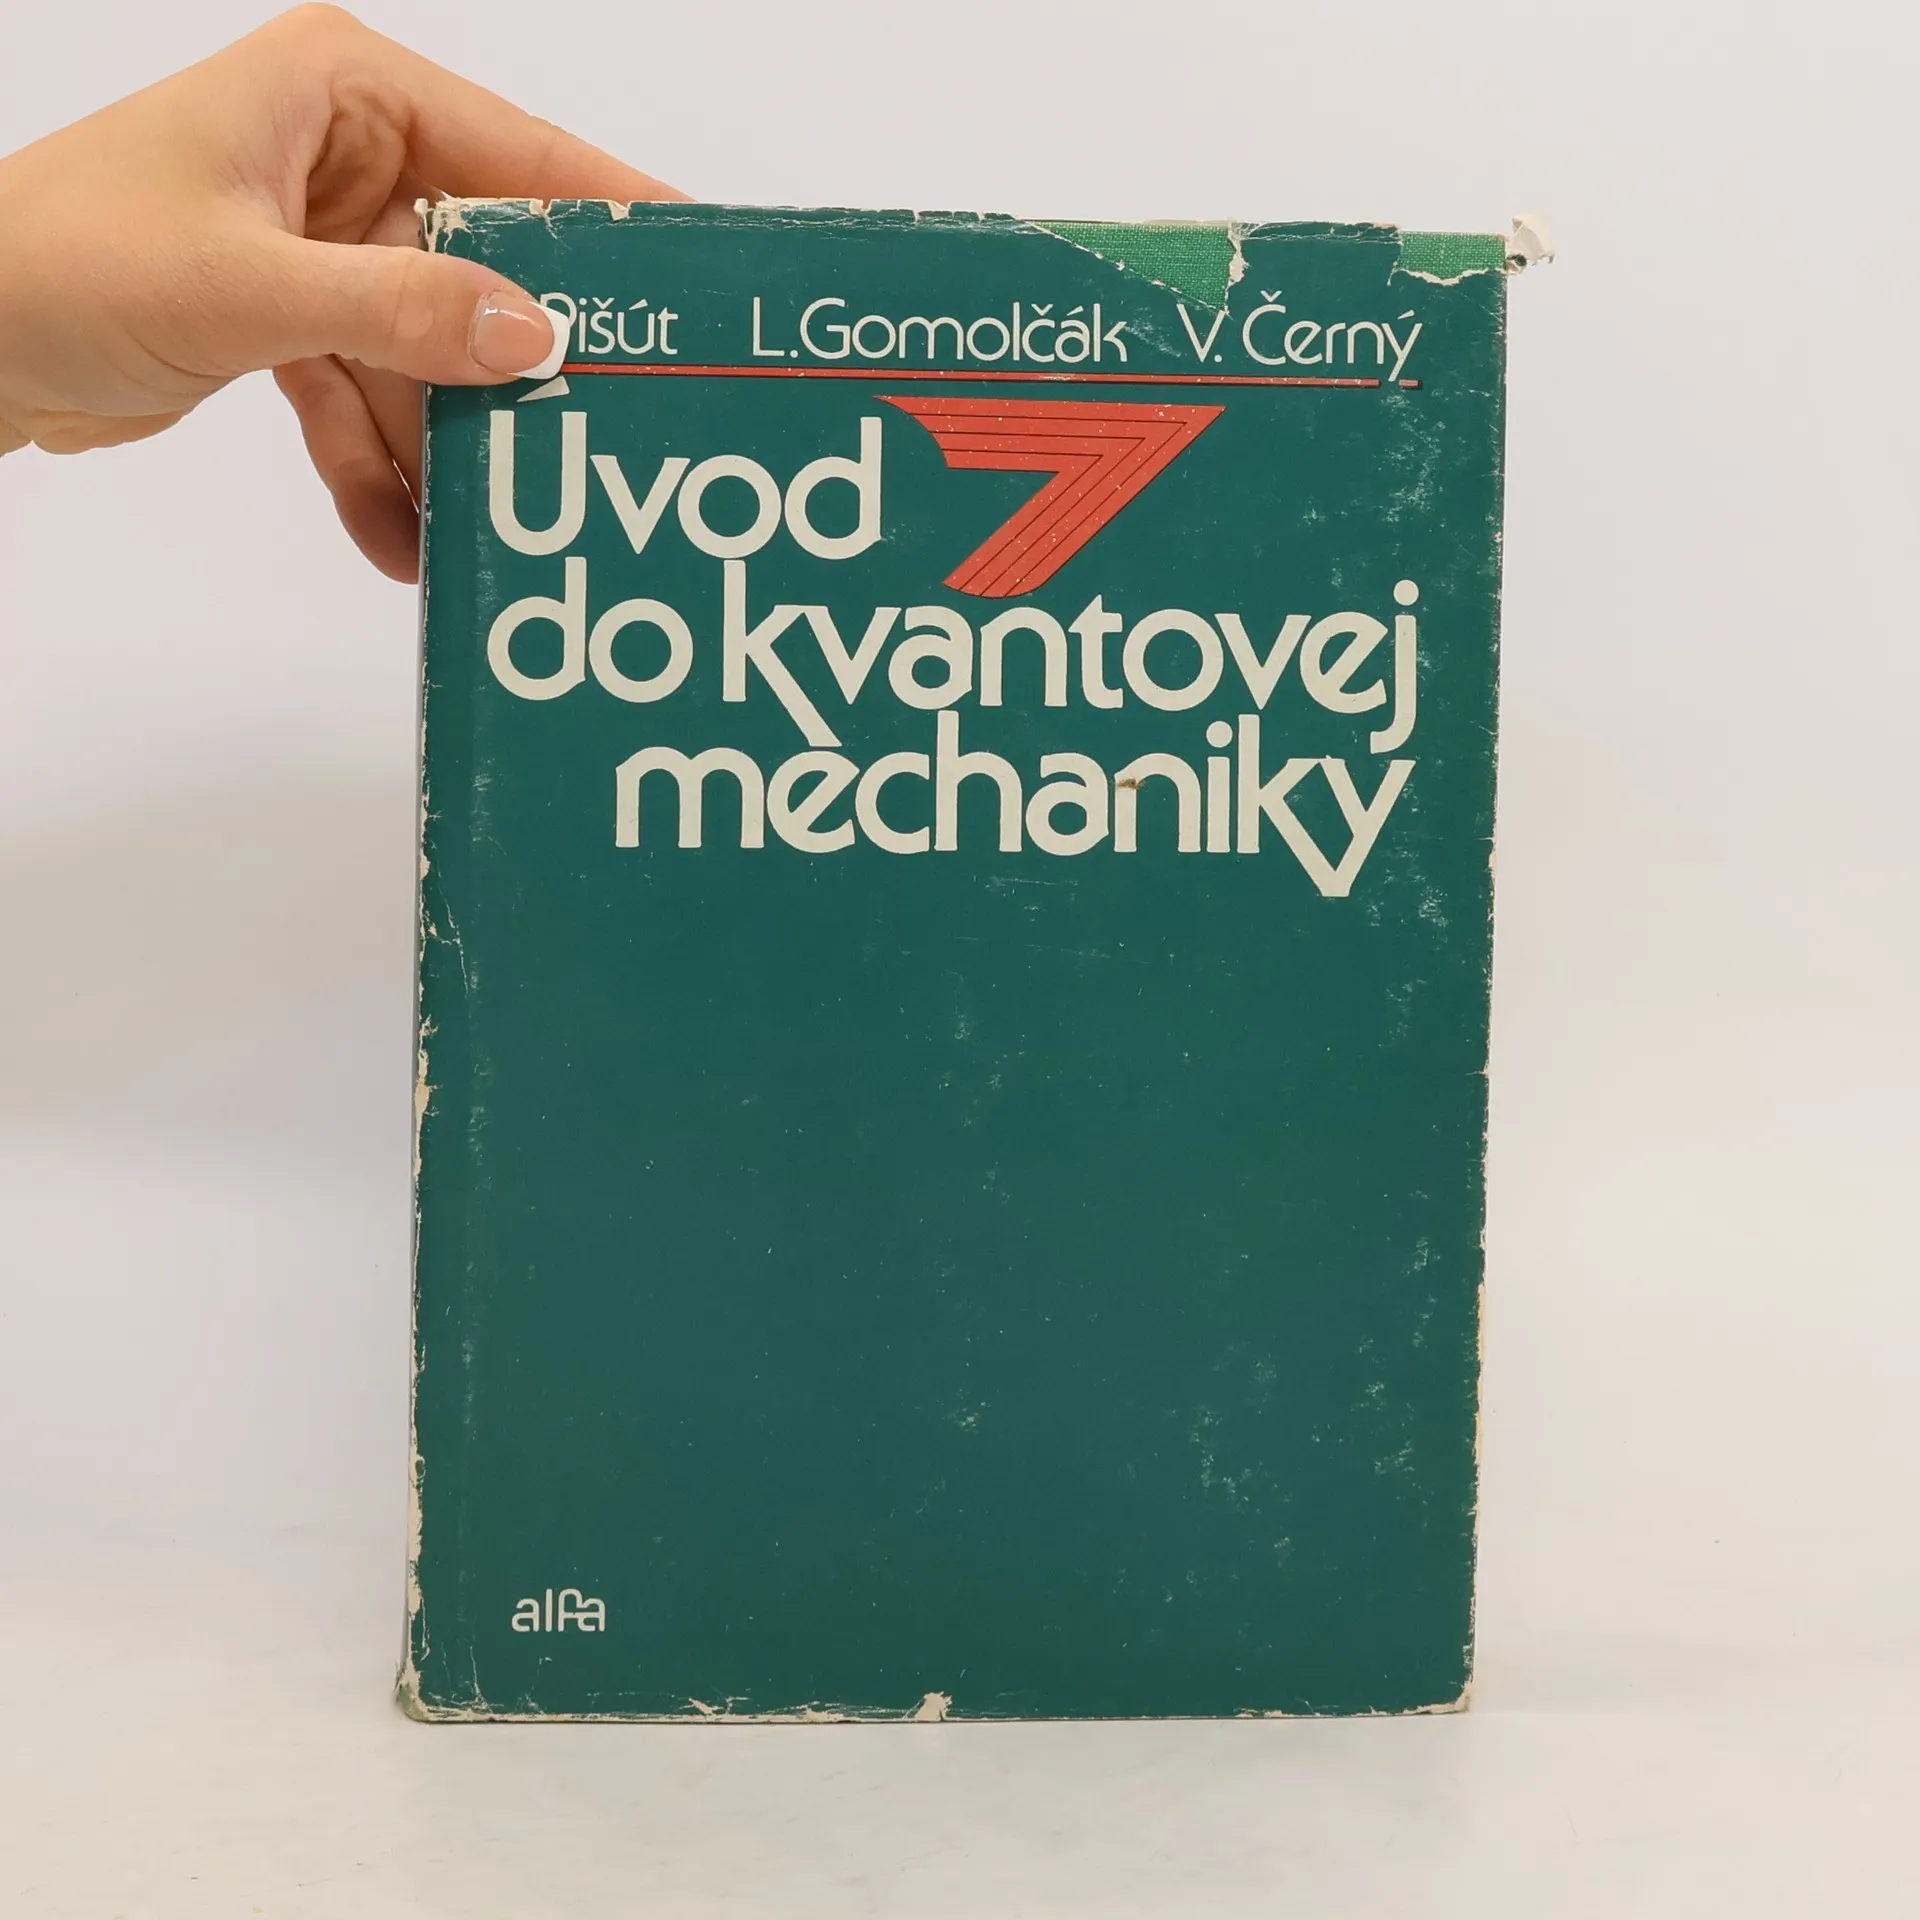 Pišút L. Gomolčák V. Černý
Úvod
do kvantovej
mechaniky
alfa